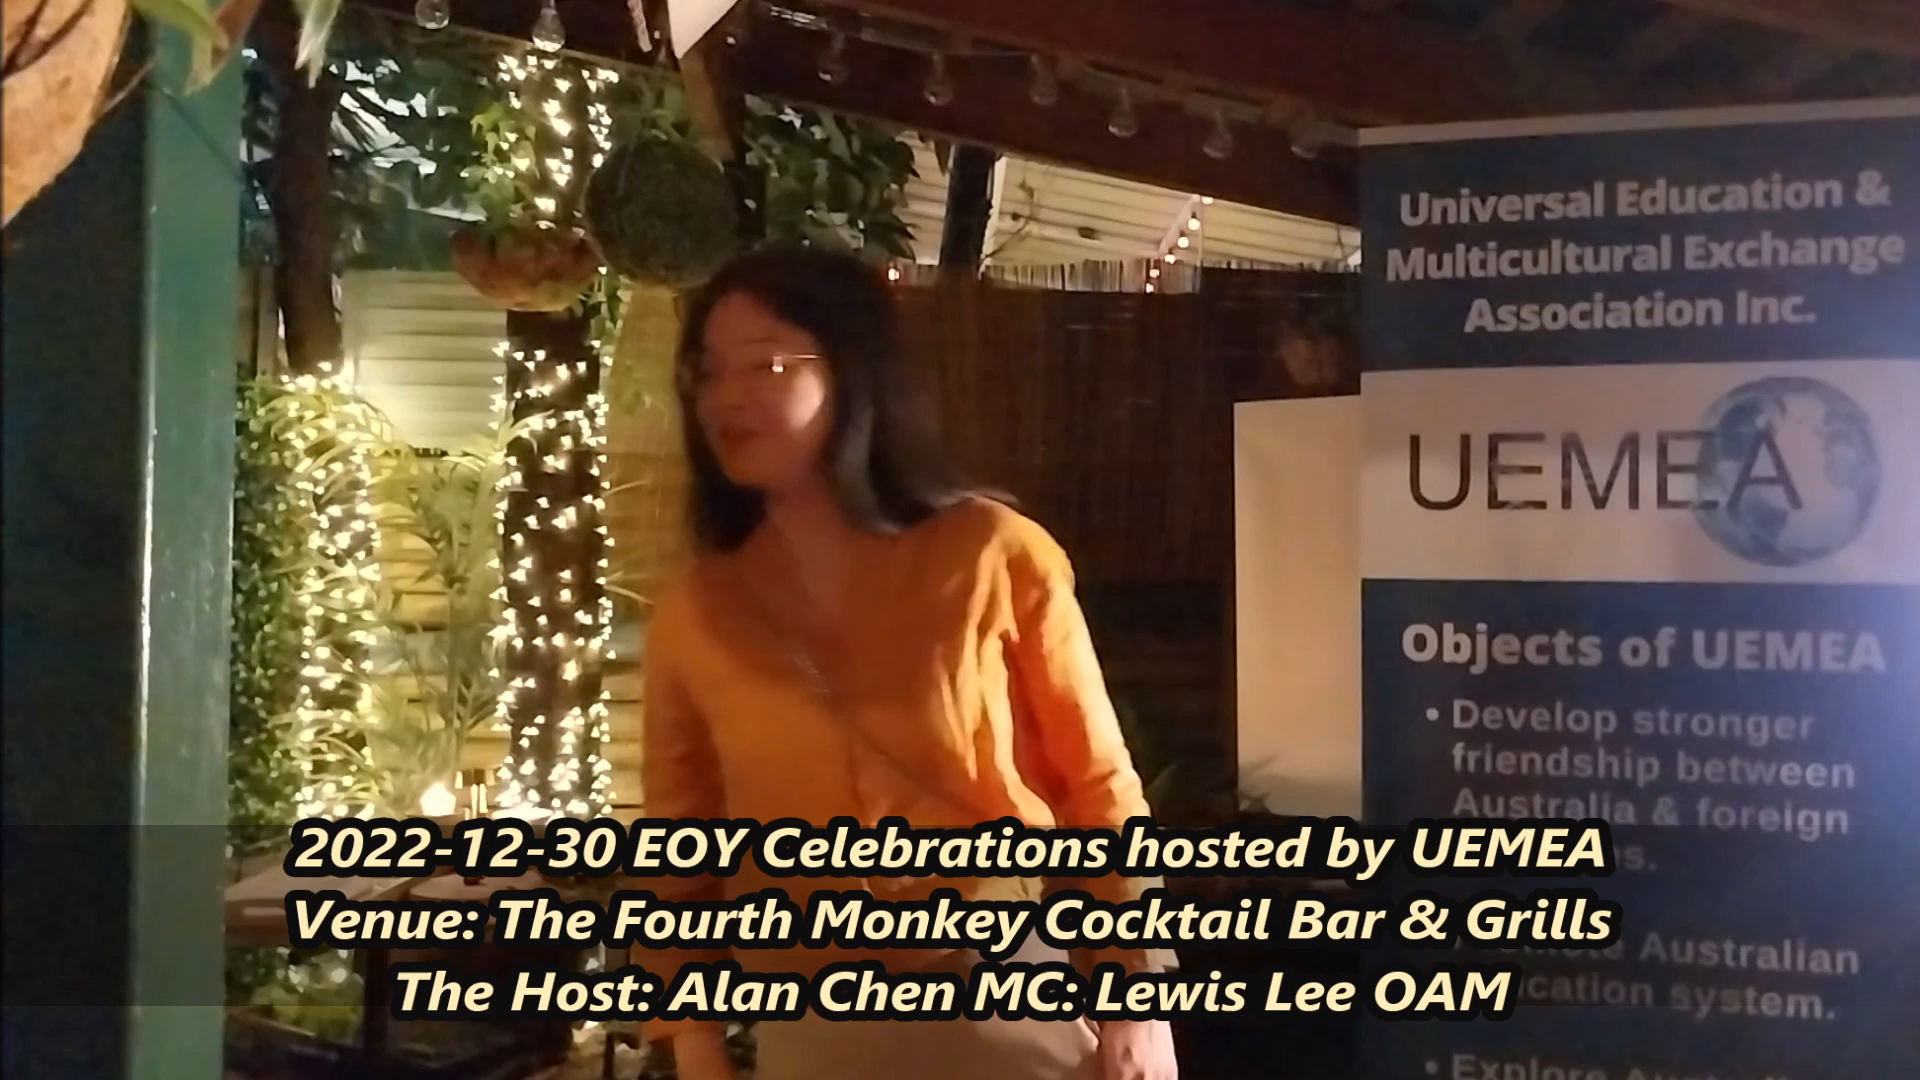 Universal Education &
Multicultural Exchange
Association Inc.
UEMEA
Objects of UEMEA
• Develop stronger
friendship between
Australia & foreign
Australian
system.
• Explore
2022-12-30 EOY Celebrations hosted by UEMEA
Venue: The Fourth Monkey Cocktail Bar & Grills
The Host: Alan Chen MC: Lewis Lee OAM